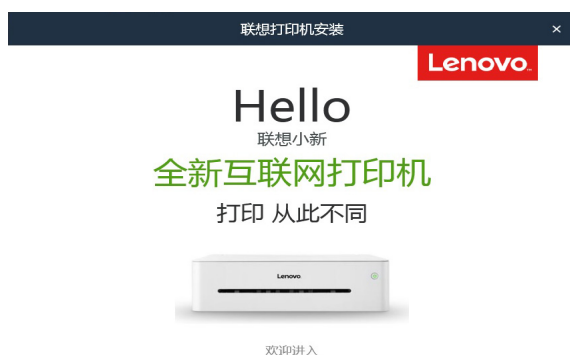 联想打印机安装
×
Lenovo
Hello
联想小新
全新互联网打印机
打印 从此不同
Lenovo
欢迎进入